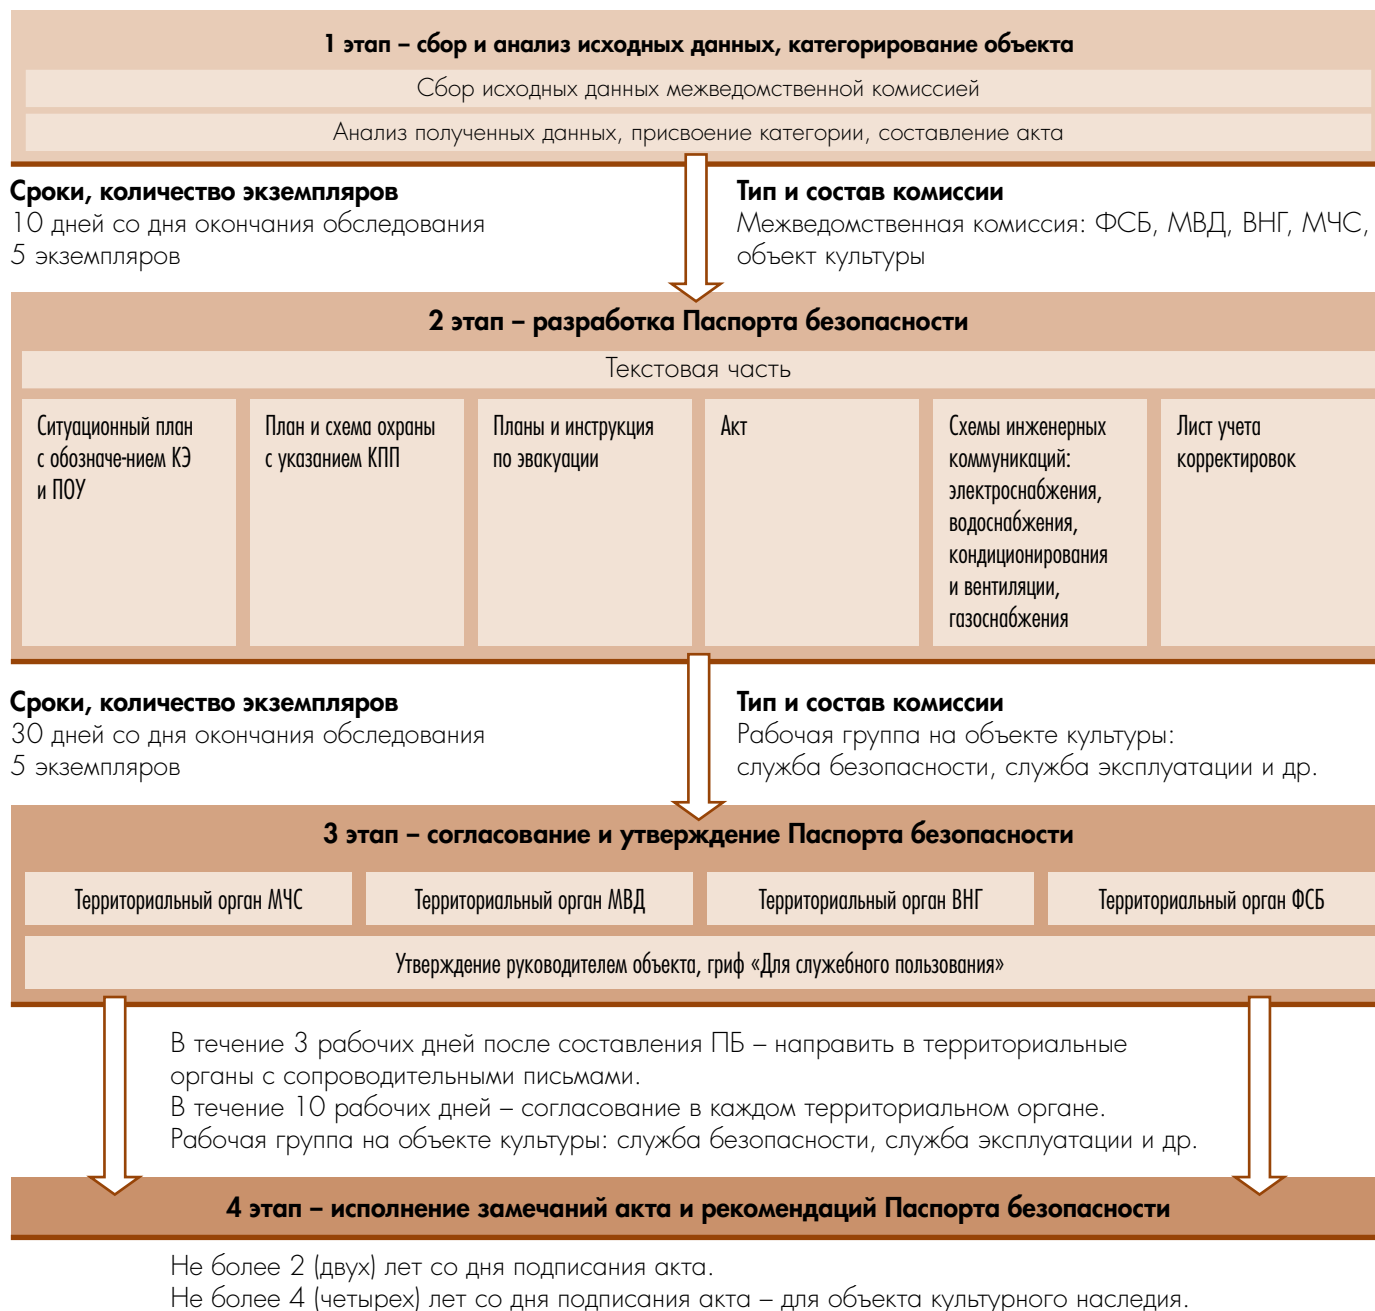 1 этап – сбор и анализ исходных данных, категорирование объекта
Сбор исходных данных межведомственной комиссией
Анализ полученных данных, присвоение категории, составление акта
Сроки, количество экземпляров
10 дней со дня окончания обследования
5 экземпляров
Тип и состав комиссии
Межведомственная комиссия: ФСБ, МВД, ВНГ, МЧС,
объект культуры
2 этап – разработка Паспорта безопасности
Текстовая часть
Ситуационный план
с обозначе-нием КЭ
и ПОУ
План и схема охраны
с указанием КПП
Планы и инструкция
по эвакуации
Акт
Схемы инженерных
коммуникаций:
электроснабжения,
водоснабжения,
кондиционирования
и вентиляции,
газоснабжения
Лист учета
корректировок
Сроки, количество экземпляров
30 дней со дня окончания обследования
5 экземпляров
Тип и состав комиссии
Рабочая группа на объекте культуры:
служба безопасности, служба эксплуатации и др.
3 этап – согласование и утверждение Паспорта безопасности
Территориальный орган МЧС
Территориальный орган МВД
Территориальный орган ВНГ
Территориальный орган ФСБ
Утверждение руководителем объекта, гриф «Для служебного пользования»
В течение 3 рабочих дней после составления ПБ – направить в территориальные
органы с сопроводительными письмами.
В течение 10 рабочих дней – согласование в каждом территориальном органе.
Рабочая группа на объекте культуры: служба безопасности, служба эксплуатации и др.
4 этап – исполнение замечаний акта и рекомендаций Паспорта безопасности
Не более 2 (двух) лет со дня подписания акта.
Не более 4 (четырех) лет со дня подписания акта – для объекта культурного наследия.